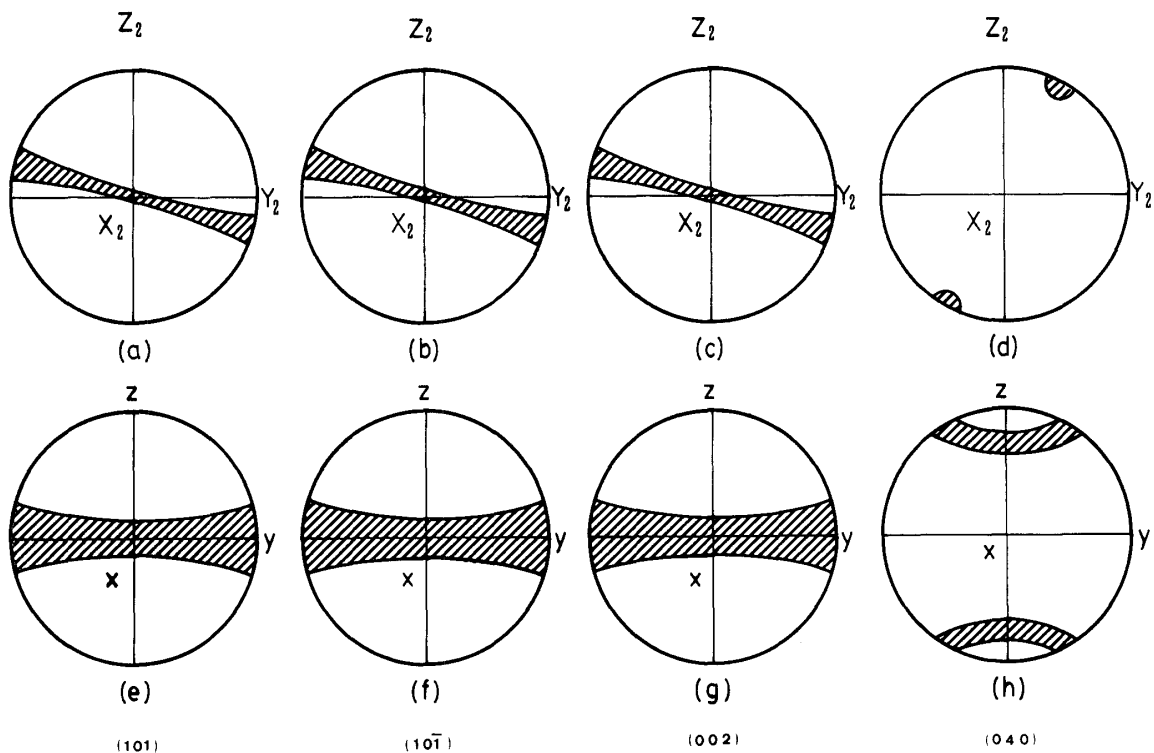 Z₂ Z₂ Z₂ Z₂
Y₂ Y₂ Y₂ Y₂
X₂ X₂ X₂ X₂
(a) (b) (c) (d)
z z z z
y y y y
x x x x
(e) (f) (g) (h)
(101) (101̅) (002) (040)